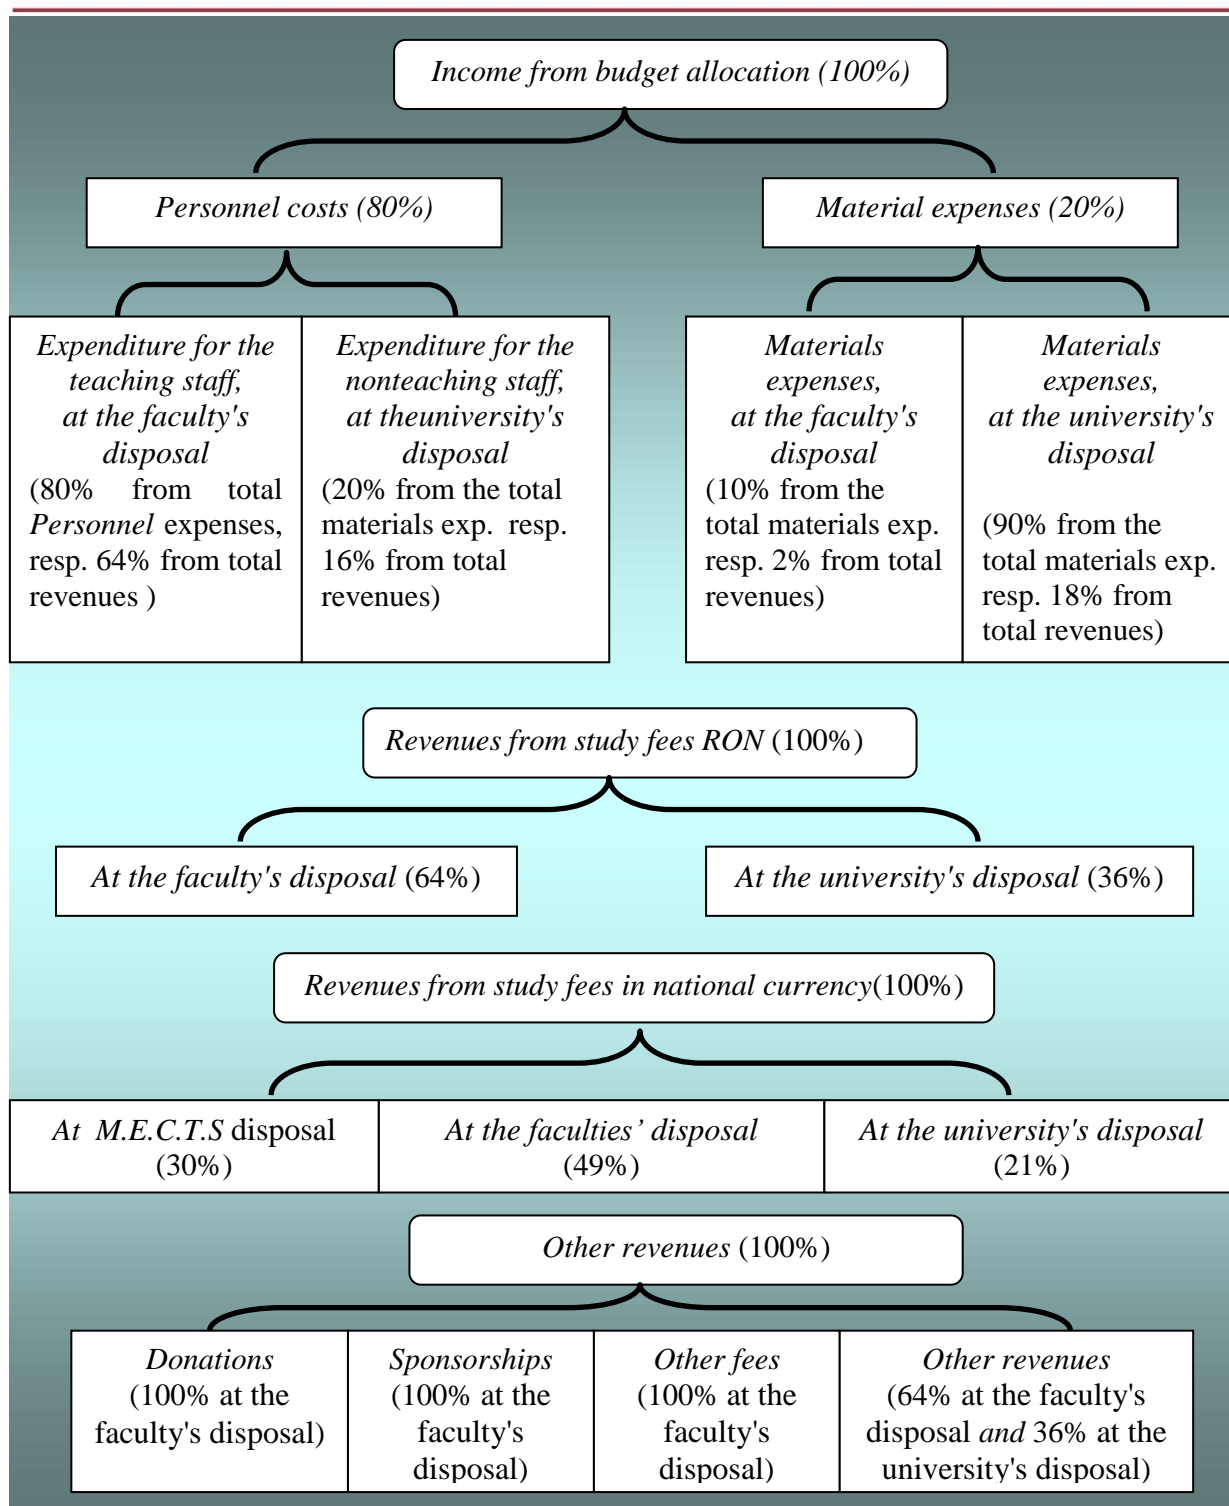 Income from budget allocation (100%)
Personnel costs (80%)
Material expenses (20%)
Expenditure for the
teaching staff,
at the faculty's
disposal
(80% from total
Personnel expenses,
resp. 64% from total
revenues )
Expenditure for the
nonteaching staff,
at theuniversity's
disposal
(20% from the total
materials exp. resp.
16% from total
revenues)
Materials
expenses,
at the faculty's
disposal
(10% from the
total materials exp.
resp. 2% from total
revenues)
Materials
expenses,
at the university's
disposal
(90% from the
total materials exp.
resp. 18% from
total revenues)
Revenues from study fees RON (100%)
At the faculty's disposal (64%)
At the university's disposal (36%)
Revenues from study fees in national currency(100%)
At M.E.C.T.S disposal
(30%)
At the faculties’ disposal
(49%)
At the university's disposal
(21%)
Other revenues (100%)
Donations
(100% at the
faculty's disposal)
Sponsorships
(100% at the
faculty's
disposal)
Other fees
(100% at the
faculty's
disposal)
Other revenues
(64% at the faculty's
disposal and 36% at the
university's disposal)